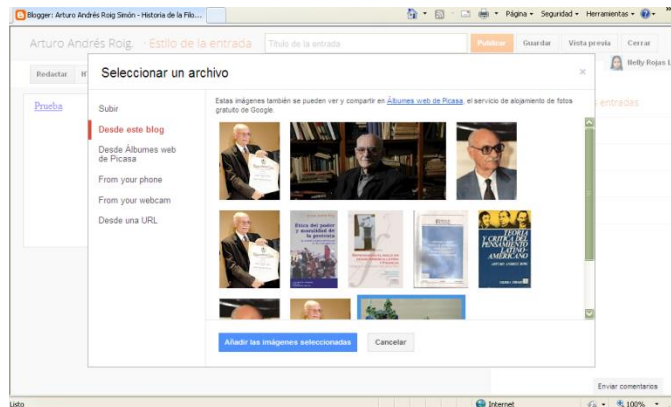 Blogger: Arturo Andrés Roig Simón - Historia de la Filo...
Página
Seguridad
Herramientas
Arturo Andrés Roig. · Estilo de la entrada
Título de la entrada
Publicar
Guardar
Vista previa
Cerrar
Redactar
Helly Rojas L
Prueba
entradas
Seleccionar un archivo
Subir
Desde este blog
Desde Álbumes web
de Picasa
From your phone
From your webcam
Desde una URL
Estas imágenes también se pueden ver y compartir en Álbumes web de Picasa, el servicio de alojamiento de fotos
gratuito de Google.
Ética del poder
y moralidad de
la protesta
TEORIA
Y CRITICA DEL
PENSAMIENTO
LATINO-
AMERICANO
Añadir las imágenes seleccionadas
Cancelar
Enviar comentarios
Listo
Internet
100%